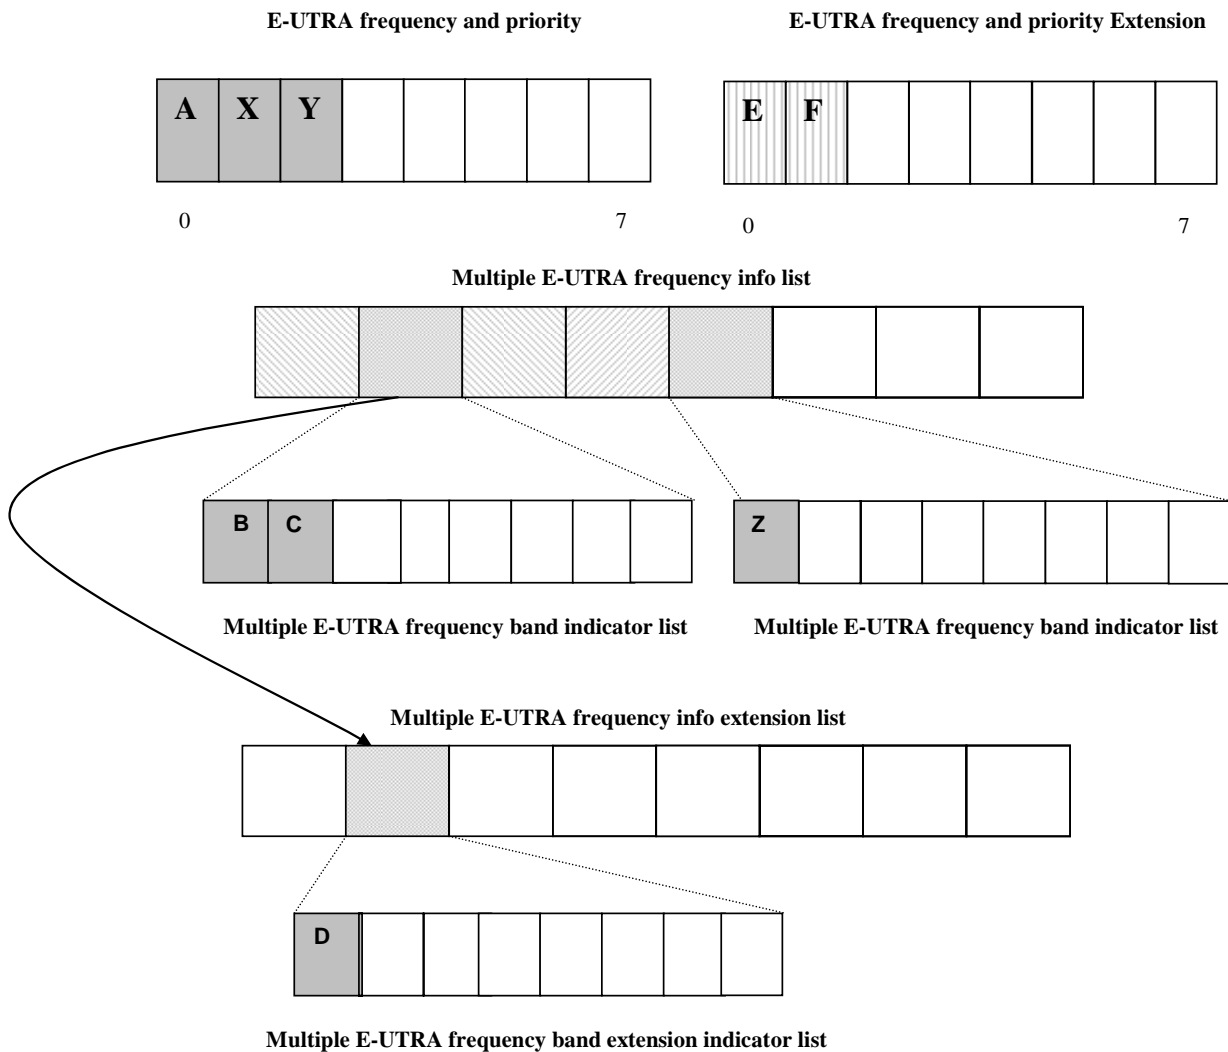 E-UTRA frequency and priority
E-UTRA frequency and priority Extension
A X Y
E F
0 7
0 7
Multiple E-UTRA frequency info list
B C
Z
Multiple E-UTRA frequency band indicator list
Multiple E-UTRA frequency band indicator list
Multiple E-UTRA frequency info extension list
D
Multiple E-UTRA frequency band extension indicator list